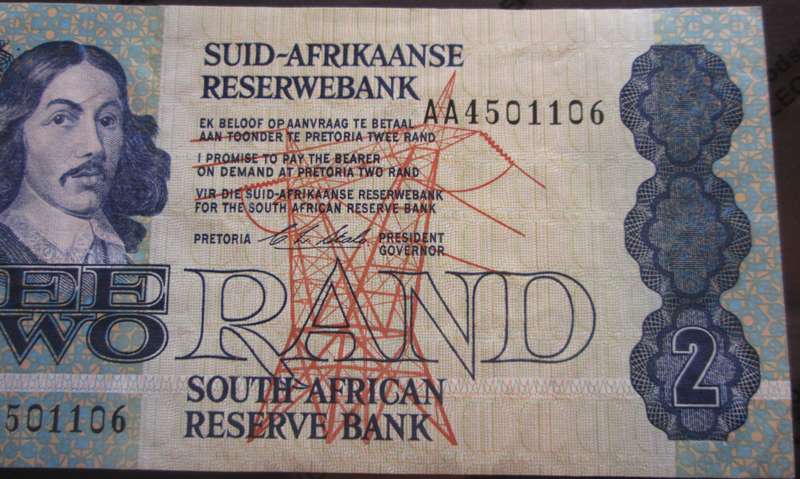 SUID-AFRIKAANSE
RESERWEBANK
AA4501106
EK BELOOF OP AANVRAAG TE BETAAL
AAN TOONDER TE PRETORIA TWEE RAND
I PROMISE TO PAY THE BEARER
ON DEMAND AT PRETORIA TWO RAND
VIR DIE SUID-AFRIKAANSE RESERWEBANK
FOR THE SOUTH AFRICAN RESERVE BANK
PRETORIA PRESIDENT
GOVERNOR
EE
WO
RAND
2
SOUTH AFRICAN
RESERVE BANK
501106